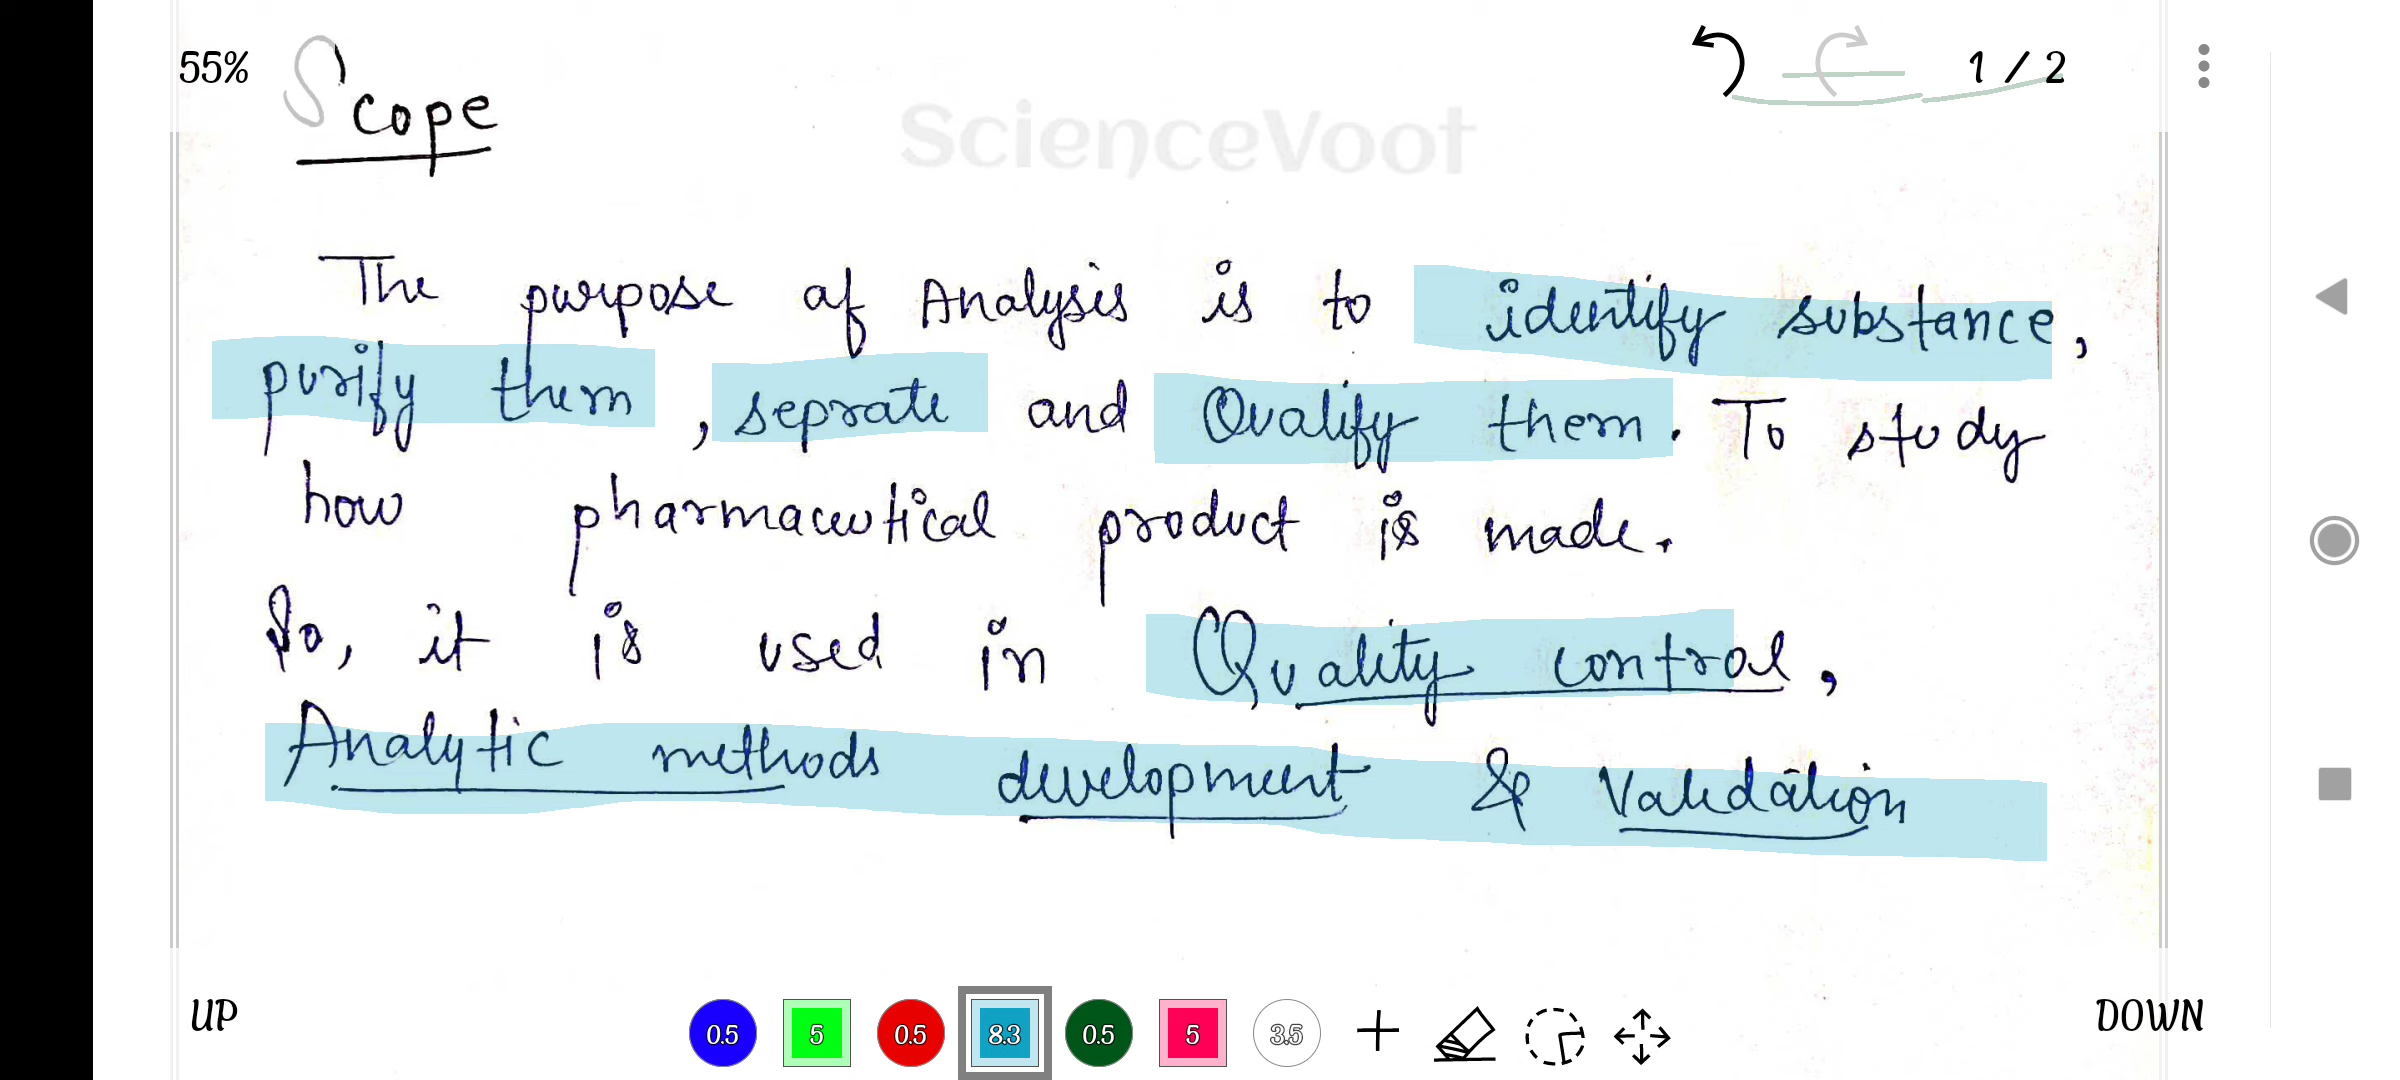 55%
Scope
1 / 2
ScienceVoot
The purpose of Analysis is to identify substance,
purify them, seprate and Qualify them. To study
how pharmaceutical product is made.
So, it is used in Quality control,
Analytic methods development & Validation
UP
0.5 5 0.5 8.3 0.5 5 3.5
DOWN